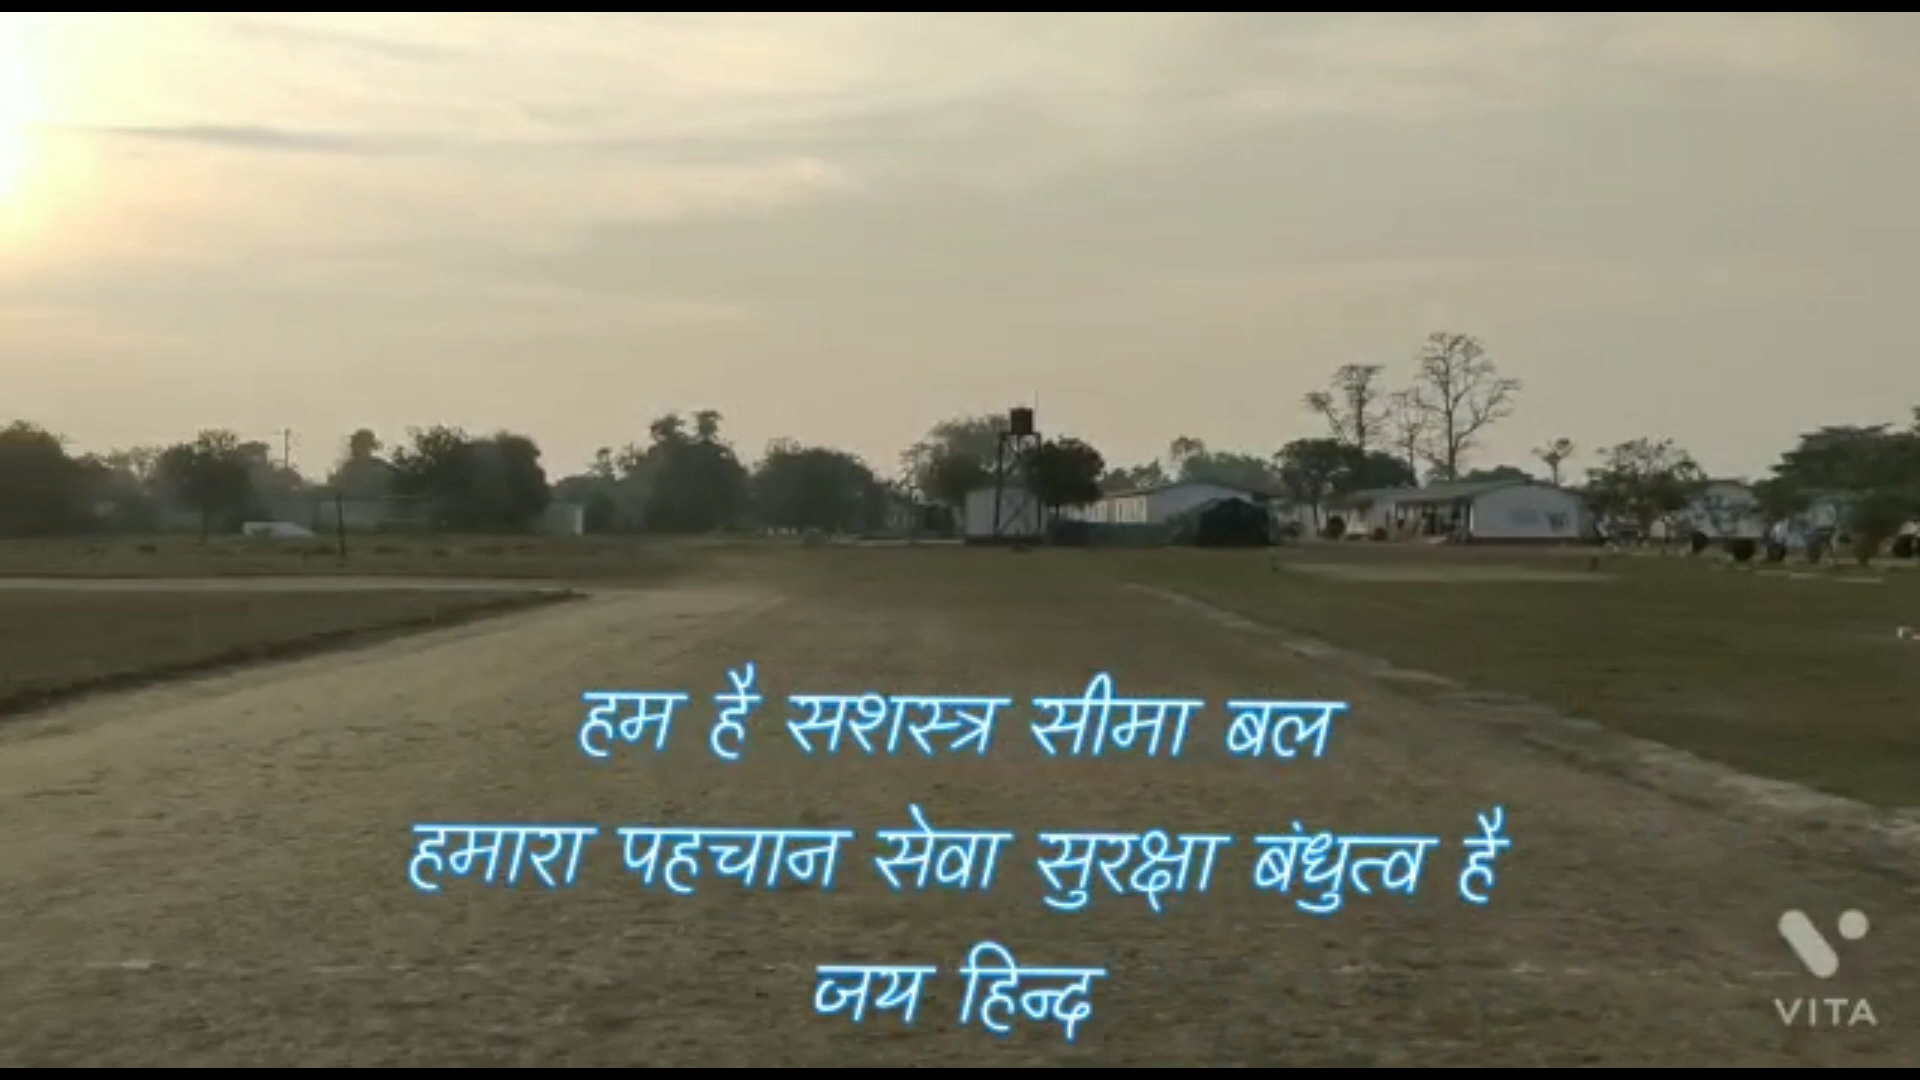 हम है सशस्त्र सीमा बल
हमारा पहचान सेवा सुरक्षा बंधुत्व है
जय हिन्द
VITA